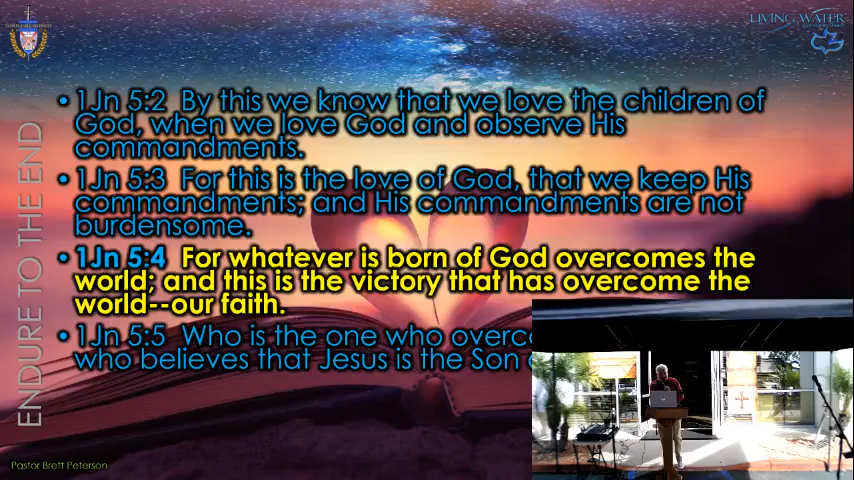 LIVING WATER
• 1Jn 5:2 By this we know that we love the children of
God, when we love God and observe His
commandments.
• 1Jn 5:3 For this is the love of God, that we keep His
commandments; and His commandments are not
burdensome.
• 1Jn 5:4 For whatever is born of God overcomes the
world; and this is the victory that has overcome the
world--our faith.
• 1Jn 5:5 Who is the one who
who believes that Jesus is the Son
ENDURE TO THE END
Pastor Brett Peterson